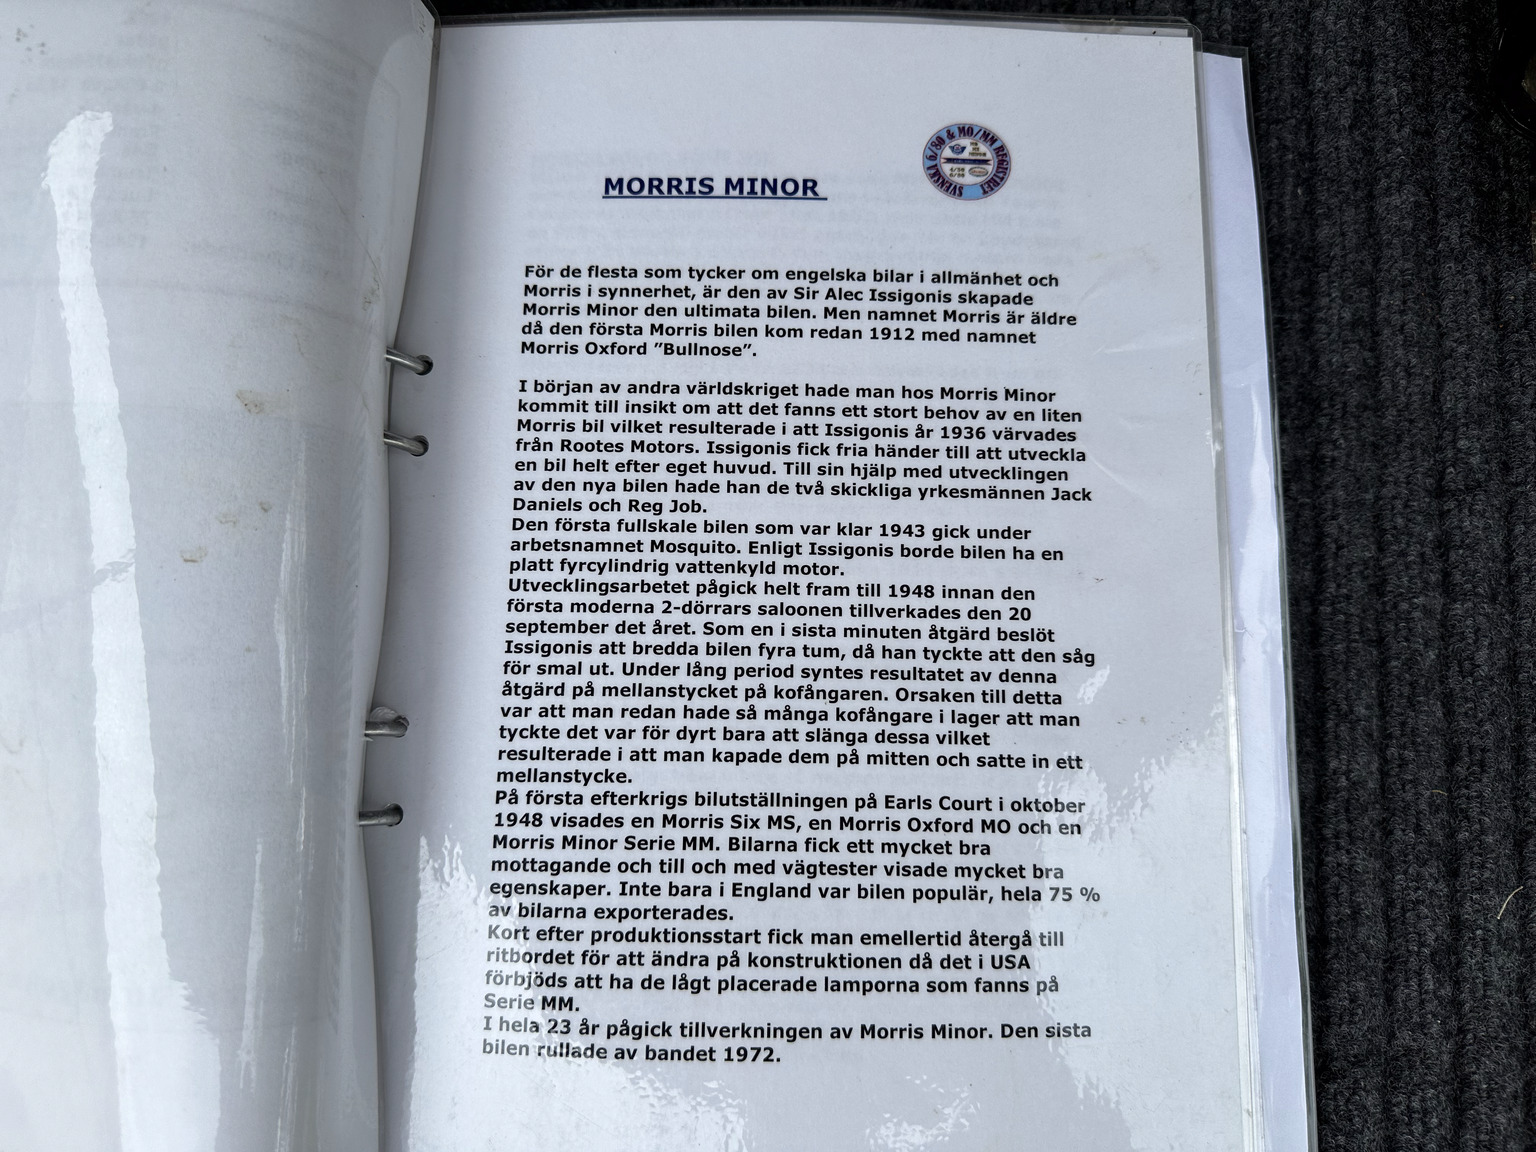 SVENSKA 6/80 & MO/MM REGISTRET
MORRIS MINOR
För de flesta som tycker om engelska bilar i allmänhet och
Morris i synnerhet, är den av Sir Alec Issigonis skapade
Morris Minor den ultimata bilen. Men namnet Morris är äldre
då den första Morris bilen kom redan 1912 med namnet
Morris Oxford ”Bullnose”.
I början av andra världskriget hade man hos Morris Minor
kommit till insikt om att det fanns ett stort behov av en liten
Morris bil vilket resulterade i att Issigonis år 1936 värvades
från Rootes Motors. Issigonis fick fria händer till att utveckla
en bil helt efter eget huvud. Till sin hjälp med utvecklingen
av den nya bilen hade han de två skickliga yrkesmännen Jack
Daniels och Reg Job.
Den första fullskale bilen som var klar 1943 gick under
arbetsnamnet Mosquito. Enligt Issigonis borde bilen ha en
platt fyrcylindrig vattenkyld motor.
Utvecklingsarbetet pågick helt fram till 1948 innan den
första moderna 2-dörrars saloonen tillverkades den 20
september det året. Som en i sista minuten åtgärd beslöt
Issigonis att bredda bilen fyra tum, då han tyckte att den såg
för smal ut. Under lång period syntes resultatet av denna
åtgärd på mellanstycket på kofångaren. Orsaken till detta
var att man redan hade så många kofångare i lager att man
tyckte det var för dyrt bara att slänga dessa vilket
resulterade i att man kapade dem på mitten och satte in ett
mellanstycke.
På första efterkrigs bilutställningen på Earls Court i oktober
1948 visades en Morris Six MS, en Morris Oxford MO och en
Morris Minor Serie MM. Bilarna fick ett mycket bra
mottagande och till och med vägtester visade mycket bra
egenskaper. Inte bara i England var bilen populär, hela 75 %
av bilarna exporterades.
Kort efter produktionsstart fick man emellertid återgå till
ritbordet för att ändra på konstruktionen då det i USA
förbjöds att ha de lågt placerade lamporna som fanns på
Serie MM.
I hela 23 år pågick tillverkningen av Morris Minor. Den sista
bilen rullade av bandet 1972.